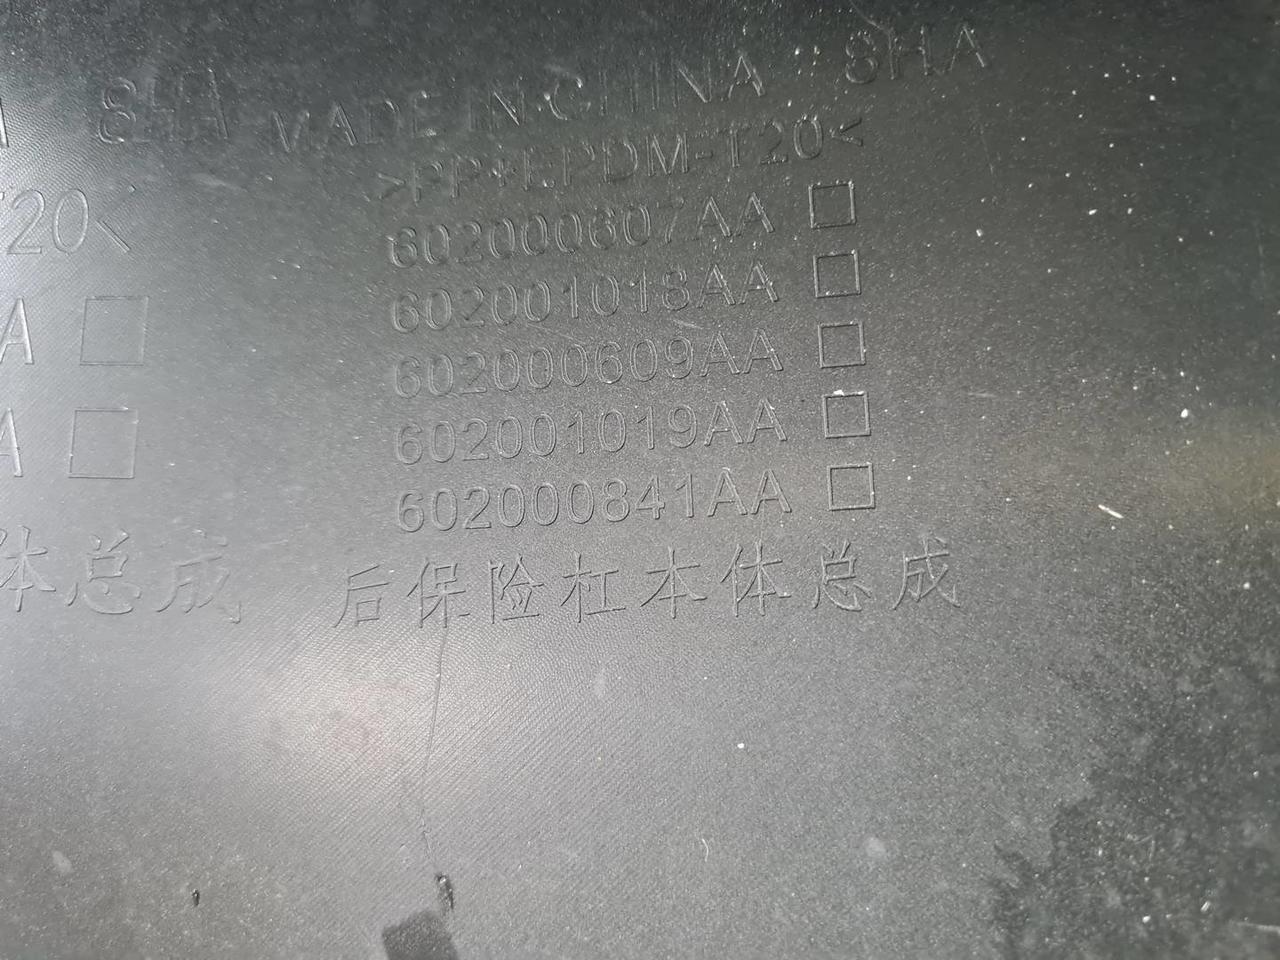 8HA MADE IN CHINA 8HA
>PP+EPDM-T20<
T20<
602000607AA □
602001018AA □
A □
602000609AA □
602001019AA □
A □
602000841AA □
体总成 后保险杠本体总成